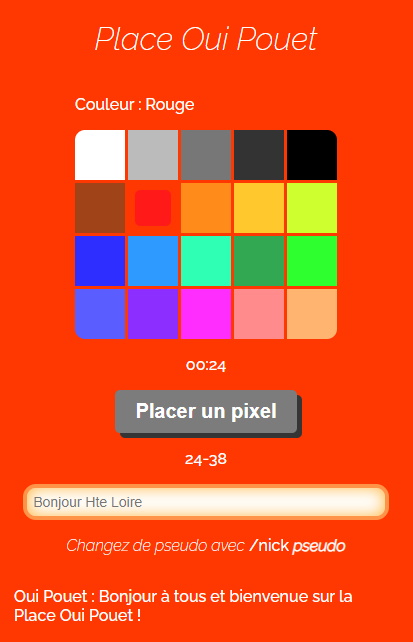 Place Oui Pouet
Couleur : Rouge
00:24
Placer un pixel
24-38
Bonjour Hte Loire
Changez de pseudo avec /nick pseudo
Oui Pouet : Bonjour à tous et bienvenue sur la
Place Oui Pouet !